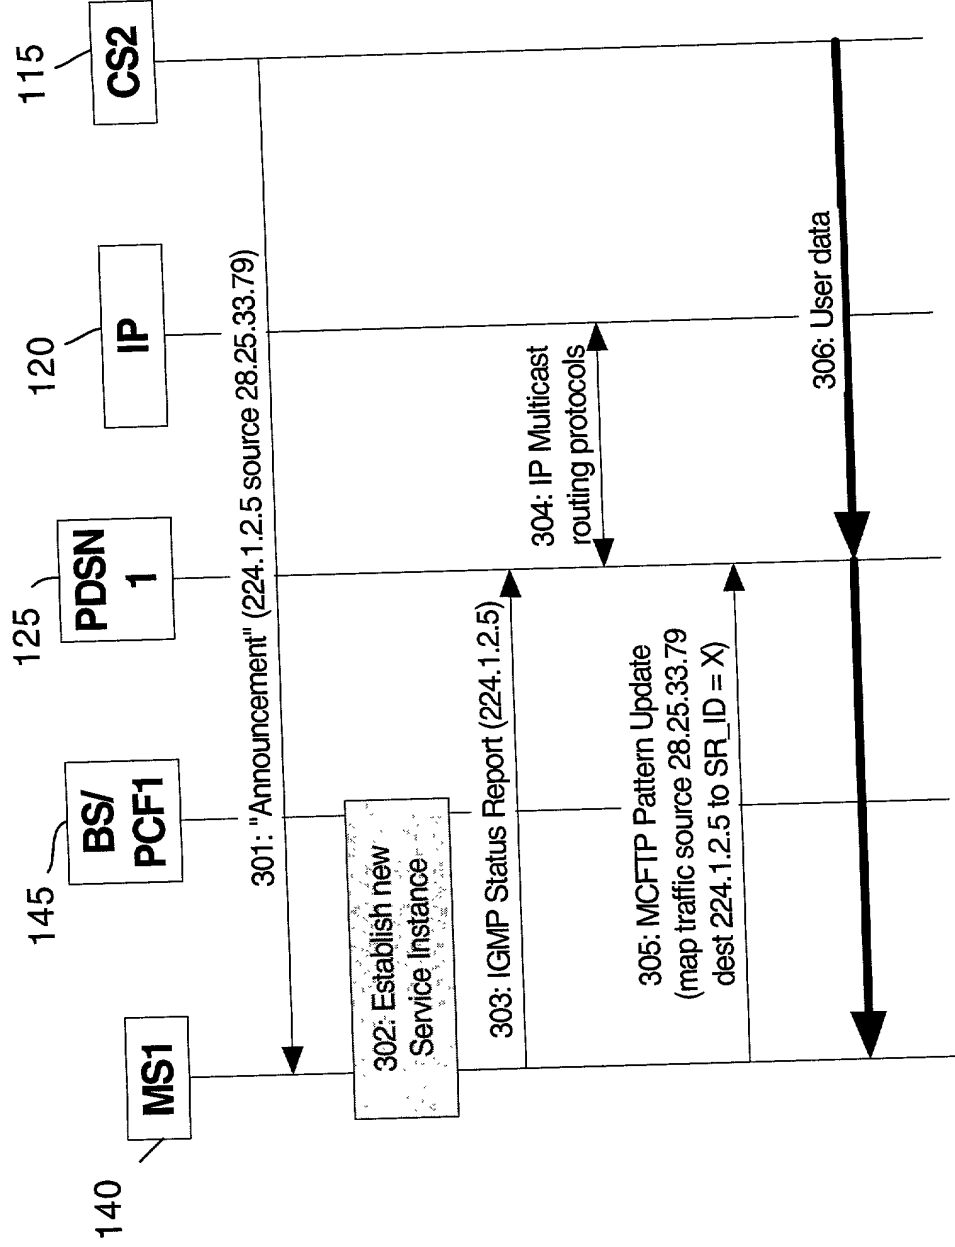 140
145
125
120
115
MS1
BS/
PCF1
PDSN
1
IP
CS2
301: "Announcement" (224.1.2.5 source 28.25.33.79)
302: Establish new
Service Instance
303: IGMP Status Report (224.1.2.5)
304: IP Multicast
routing protocols
305: MCFTP Pattern Update
(map traffic source 28.25.33.79
dest 224.1.2.5 to SR_ID = X)
306: User data